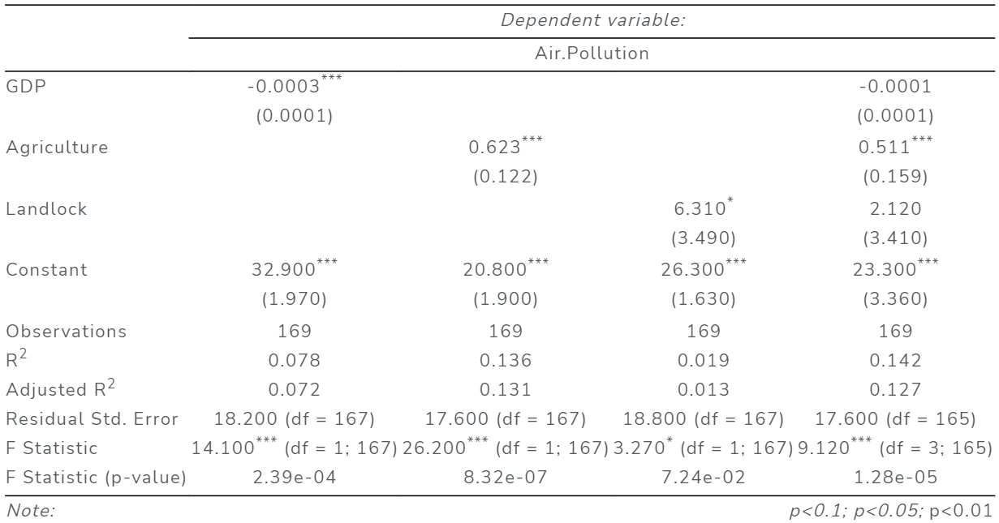 Dependent variable:
Air.Pollution
GDP -0.0003*** -0.0001
(0.0001) (0.0001)
Agriculture 0.623*** 0.511***
(0.122) (0.159)
Landlock 6.310* 2.120
(3.490) (3.410)
Constant 32.900*** 20.800*** 26.300*** 23.300***
(1.970) (1.900) (1.630) (3.360)
Observations 169 169 169 169
R2 0.078 0.136 0.019 0.142
Adjusted R2 0.072 0.131 0.013 0.127
Residual Std. Error 18.200 (df = 167) 17.600 (df = 167) 18.800 (df = 167) 17.600 (df = 165)
F Statistic 14.100*** (df = 1; 167) 26.200*** (df = 1; 167) 3.270* (df = 1; 167) 9.120*** (df = 3; 165)
F Statistic (p-value) 2.39e-04 8.32e-07 7.24e-02 1.28e-05
Note: p<0.1; p<0.05; p<0.01